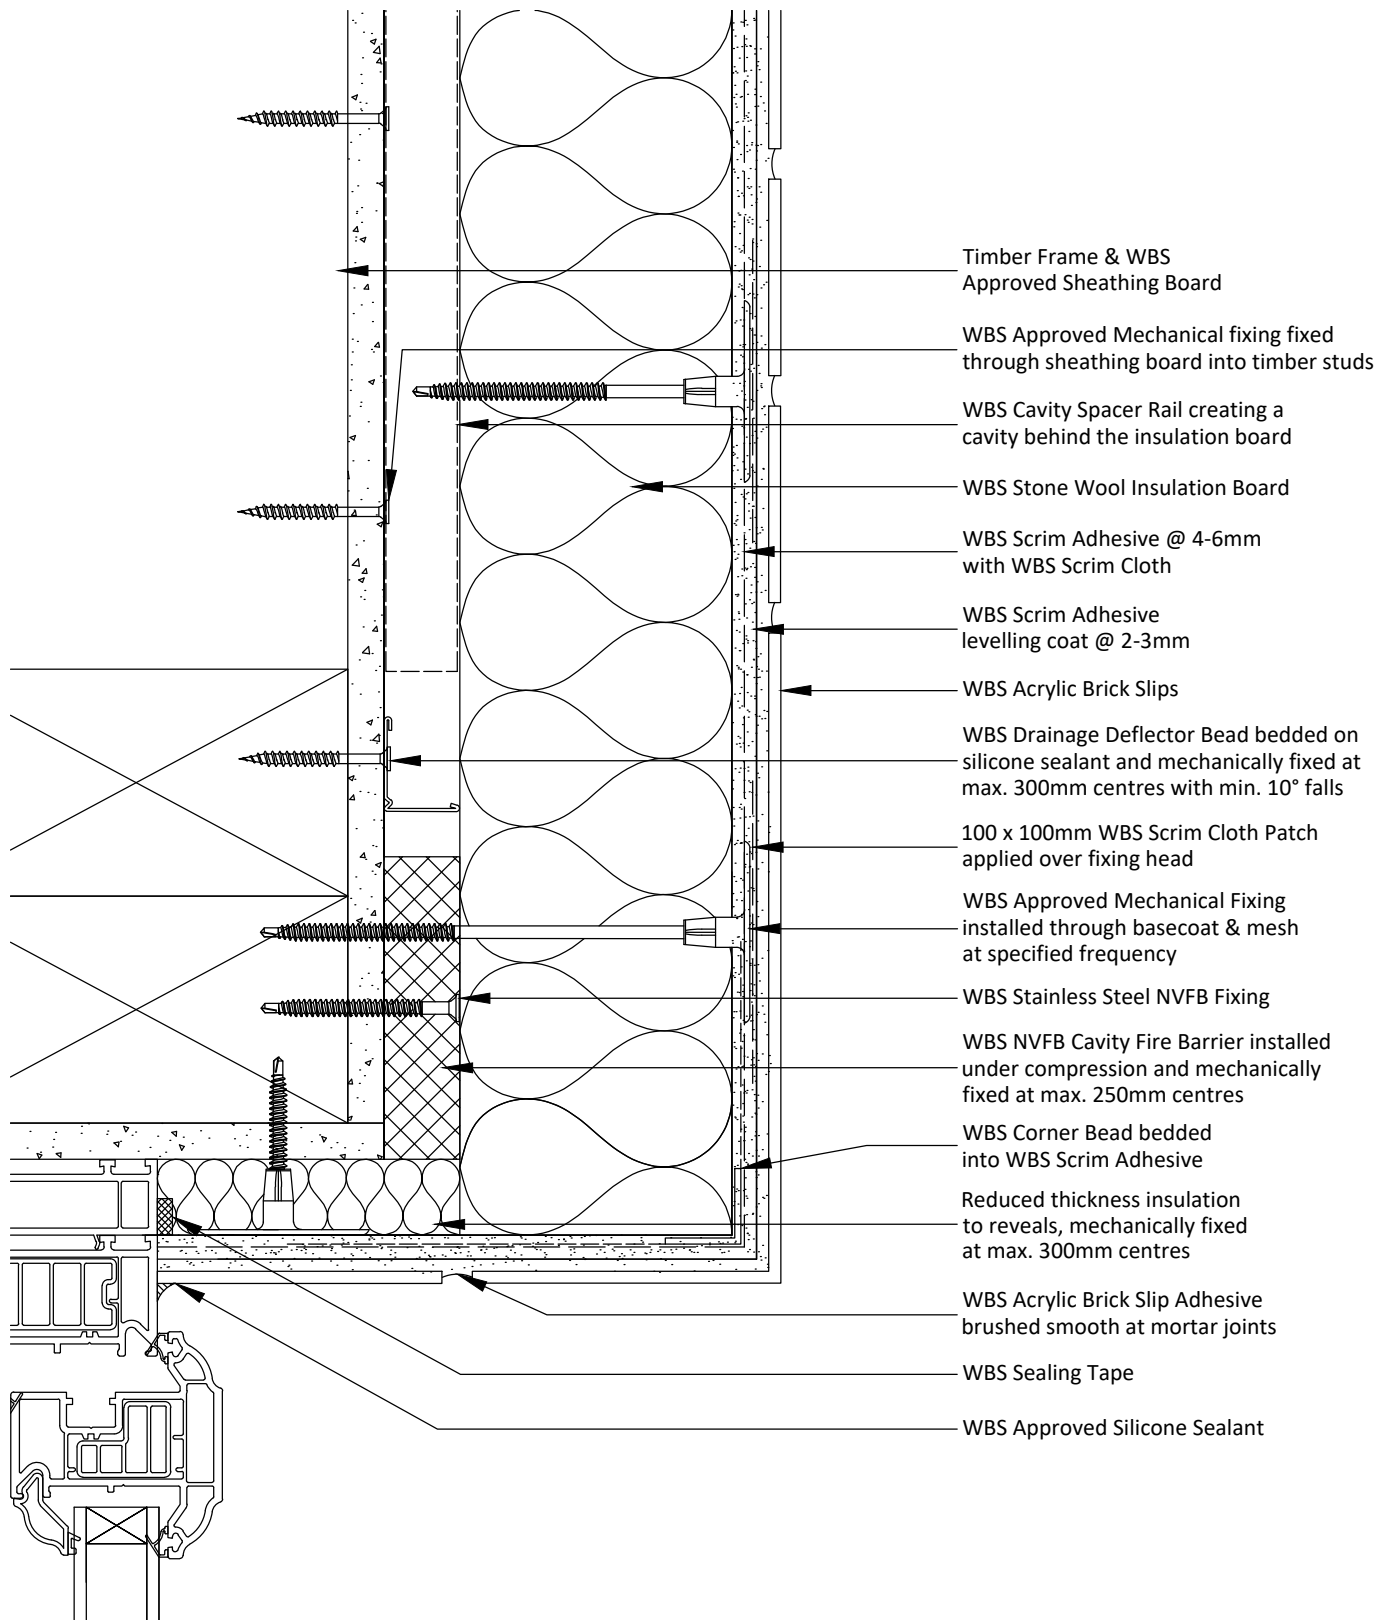 Timber Frame & WBS
Approved Sheathing Board
WBS Approved Mechanical fixing fixed
through sheathing board into timber studs
WBS Cavity Spacer Rail creating a
cavity behind the insulation board
WBS Stone Wool Insulation Board
WBS Scrim Adhesive @ 4-6mm
with WBS Scrim Cloth
WBS Scrim Adhesive
levelling coat @ 2-3mm
WBS Acrylic Brick Slips
WBS Drainage Deflector Bead bedded on
silicone sealant and mechanically fixed at
max. 300mm centres with min. 10° falls
100 x 100mm WBS Scrim Cloth Patch
applied over fixing head
WBS Approved Mechanical Fixing
installed through basecoat & mesh
at specified frequency
WBS Stainless Steel NVFB Fixing
WBS NVFB Cavity Fire Barrier installed
under compression and mechanically
fixed at max. 250mm centres
WBS Corner Bead bedded
into WBS Scrim Adhesive
Reduced thickness insulation
to reveals, mechanically fixed
at max. 300mm centres
WBS Acrylic Brick Slip Adhesive
brushed smooth at mortar joints
WBS Sealing Tape
WBS Approved Silicone Sealant